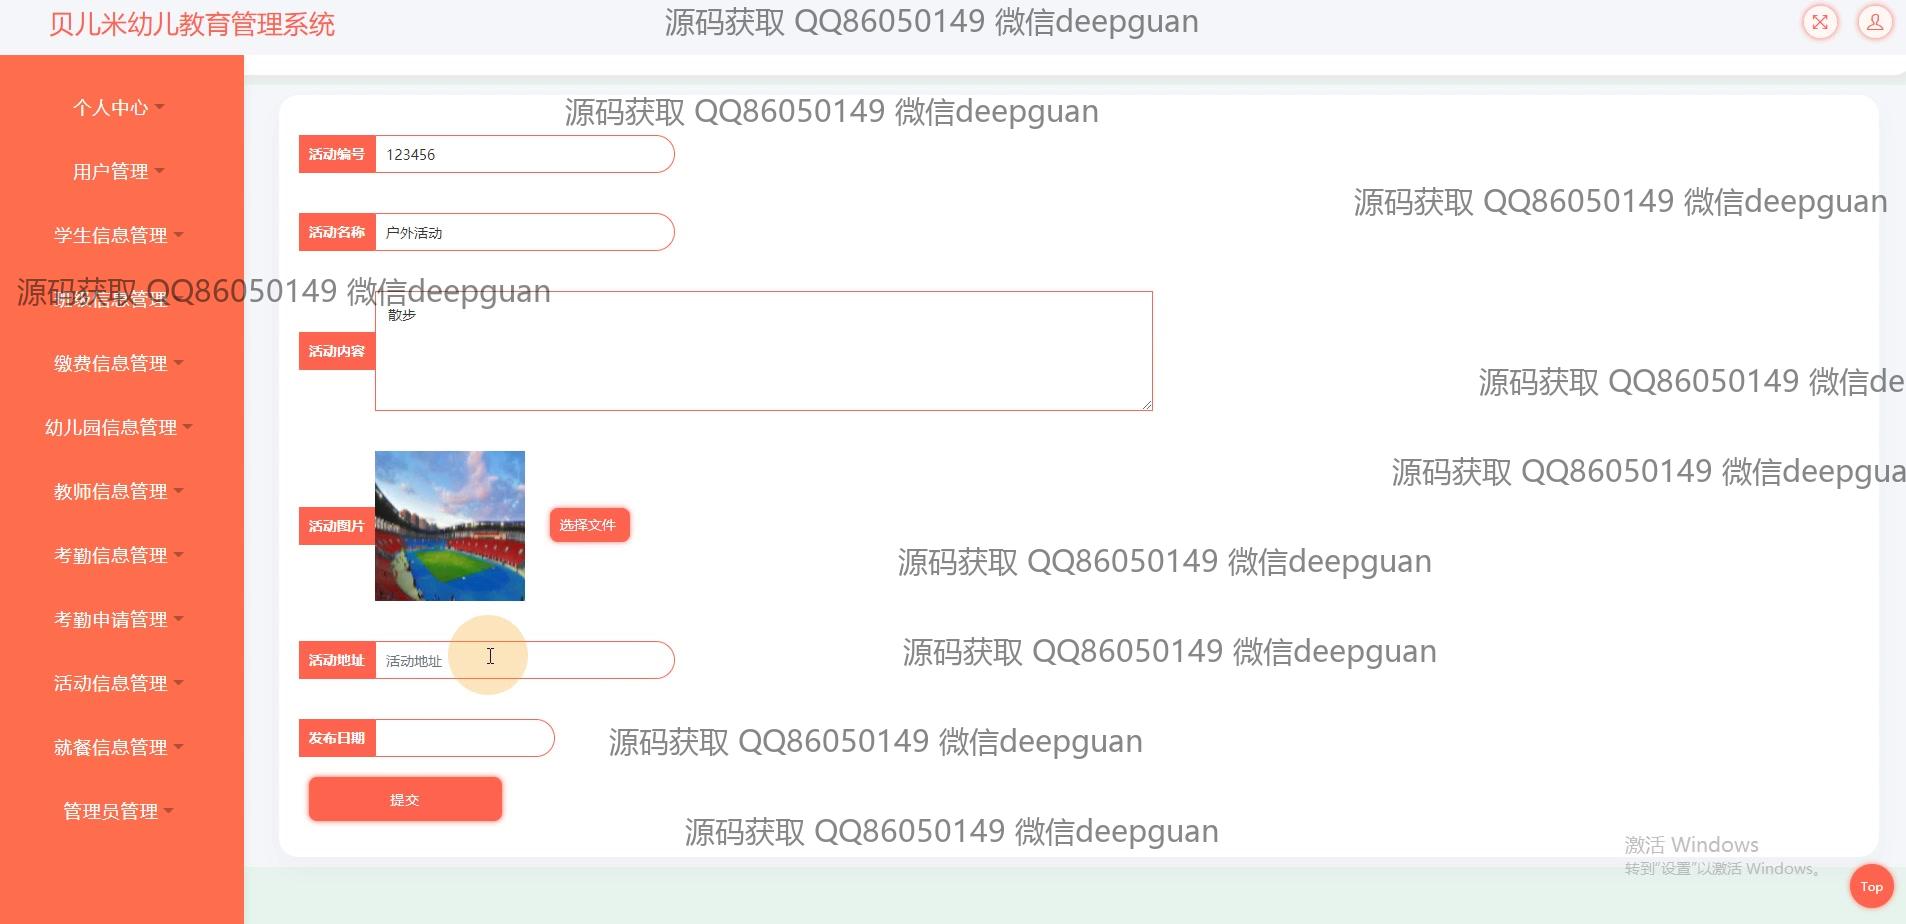 贝儿米幼儿教育管理系统
源码获取 QQ86050149 微信deepguan
个人中心
源码获取 QQ86050149 微信deepguan
活动编号 123456
用户管理
源码获取 QQ86050149 微信deepguan
学生信息管理
活动名称 户外活动
源码获取 QQ86050149 微信deepguan
班级信息管理
散步
活动内容
缴费信息管理
源码获取 QQ86050149 微信de
幼儿园信息管理
源码获取 QQ86050149 微信deepgua
教师信息管理
活动图片 选择文件
考勤信息管理
源码获取 QQ86050149 微信deepguan
考勤申请管理
源码获取 QQ86050149 微信deepguan
活动地址 活动地址
活动信息管理
发布日期
源码获取 QQ86050149 微信deepguan
就餐信息管理
提交
管理员管理
源码获取 QQ86050149 微信deepguan
激活 Windows
转到“设置”以激活 Windows。
Top